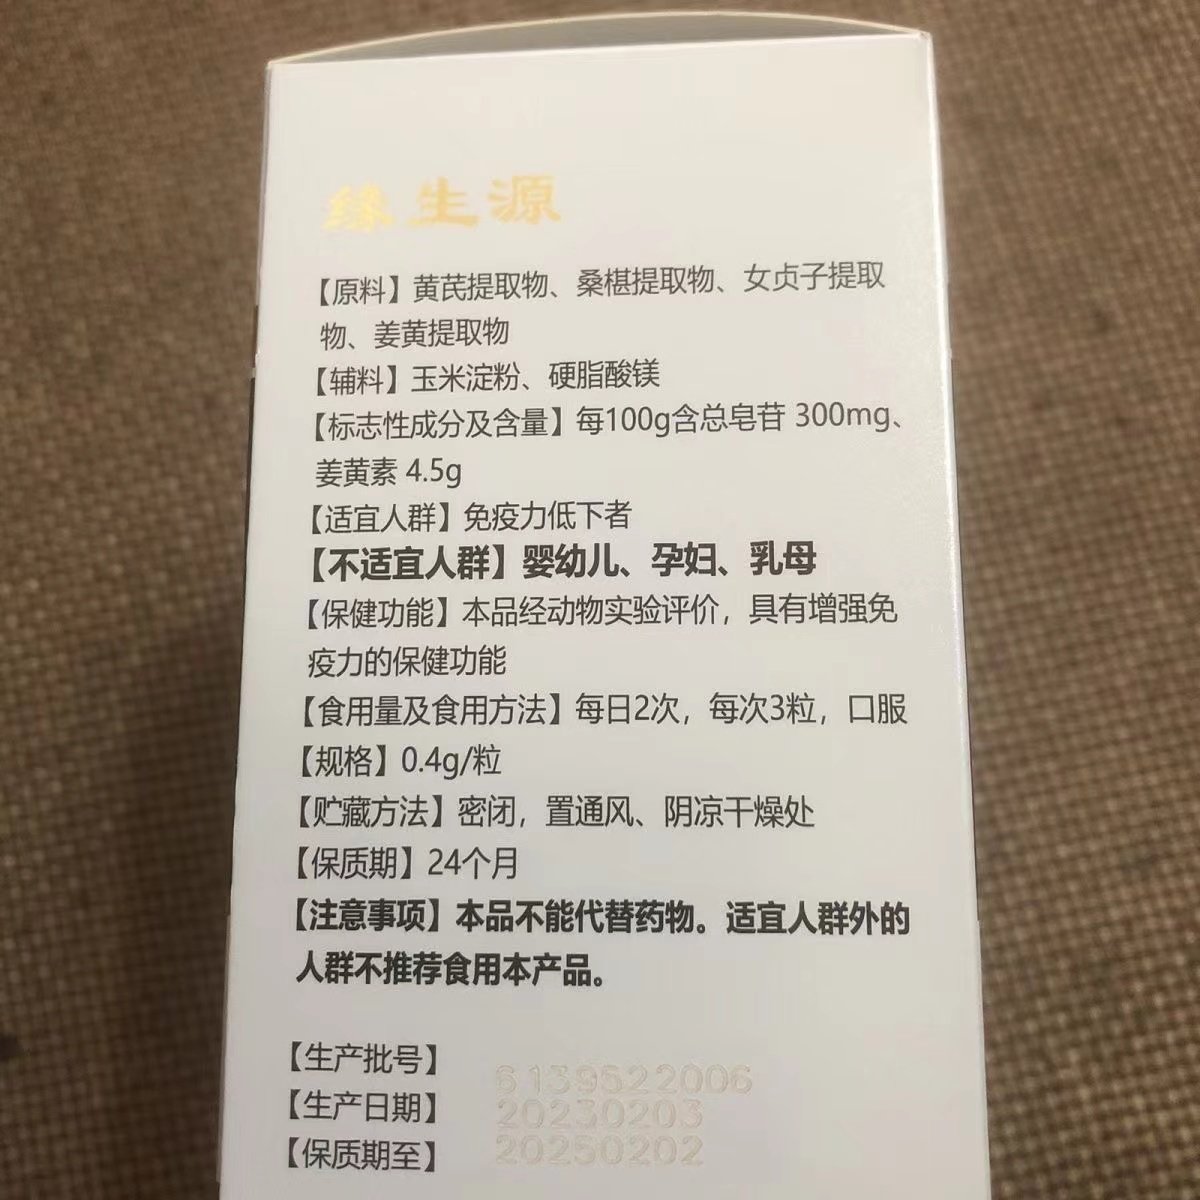 缘生源
【原料】黄芪提取物、桑椹提取物、女贞子提取
物、姜黄提取物
【辅料】玉米淀粉、硬脂酸镁
【标志性成分及含量】每100g含总皂苷 300mg、
姜黄素 4.5g
【适宜人群】免疫力低下者
【不适宜人群】婴幼儿、孕妇、乳母
【保健功能】本品经动物实验评价，具有增强免
疫力的保健功能
【食用量及食用方法】每日2次，每次3粒，口服
【规格】0.4g/粒
【贮藏方法】密闭，置通风、阴凉干燥处
【保质期】24个月
【注意事项】本品不能代替药物。适宜人群外的
人群不推荐食用本产品。
【生产批号】 6139522006
【生产日期】 20230203
【保质期至】 20250202